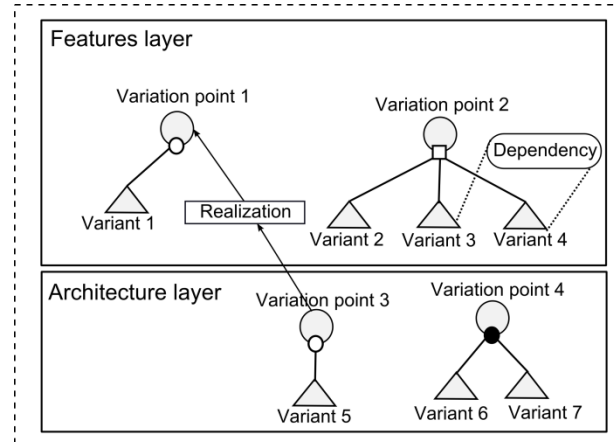 Features layer
Variation point 1
Variation point 2
Dependency
Variant 1
Realization
Variant 2
Variant 3
Variant 4
Architecture layer
Variation point 3
Variation point 4
Variant 5
Variant 6
Variant 7